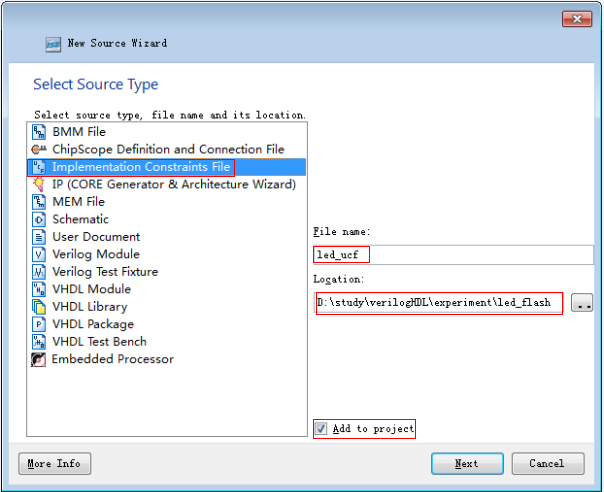 New Source Wizard
Select Source Type
Select source type, file name and its location.
BMM File
ChipScope Definition and Connection File
Implementation Constraints File
IP (CORE Generator & Architecture Wizard)
MEM File
Schematic
User Document
Verilog Module
Verilog Test Fixture
VHDL Module
VHDL Library
VHDL Package
VHDL Test Bench
Embedded Processor
File name:
led_ucf
Location:
D:\study\verilogHDL\experiment\led_flash
..
Add to project
More Info
Next
Cancel